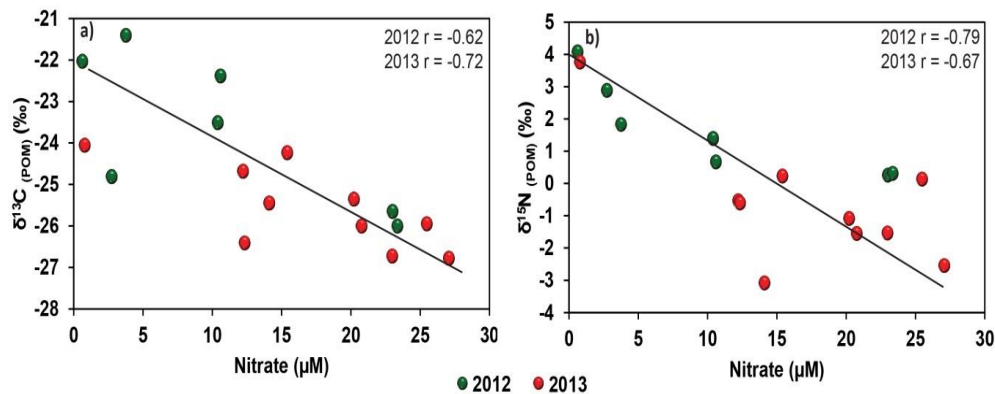 a)
2012 r = -0.62
2013 r = -0.72
-21
-22
-23
-24
-25
-26
-27
-28
δ¹³C (POM) (‰)
0 5 10 15 20 25 30
Nitrate (µM)
b)
2012 r = -0.79
2013 r = -0.67
5
4
3
2
1
0
-1
-2
-3
-4
δ¹⁵N (POM) (‰)
0 5 10 15 20 25 30
Nitrate (µM)
2012 2013